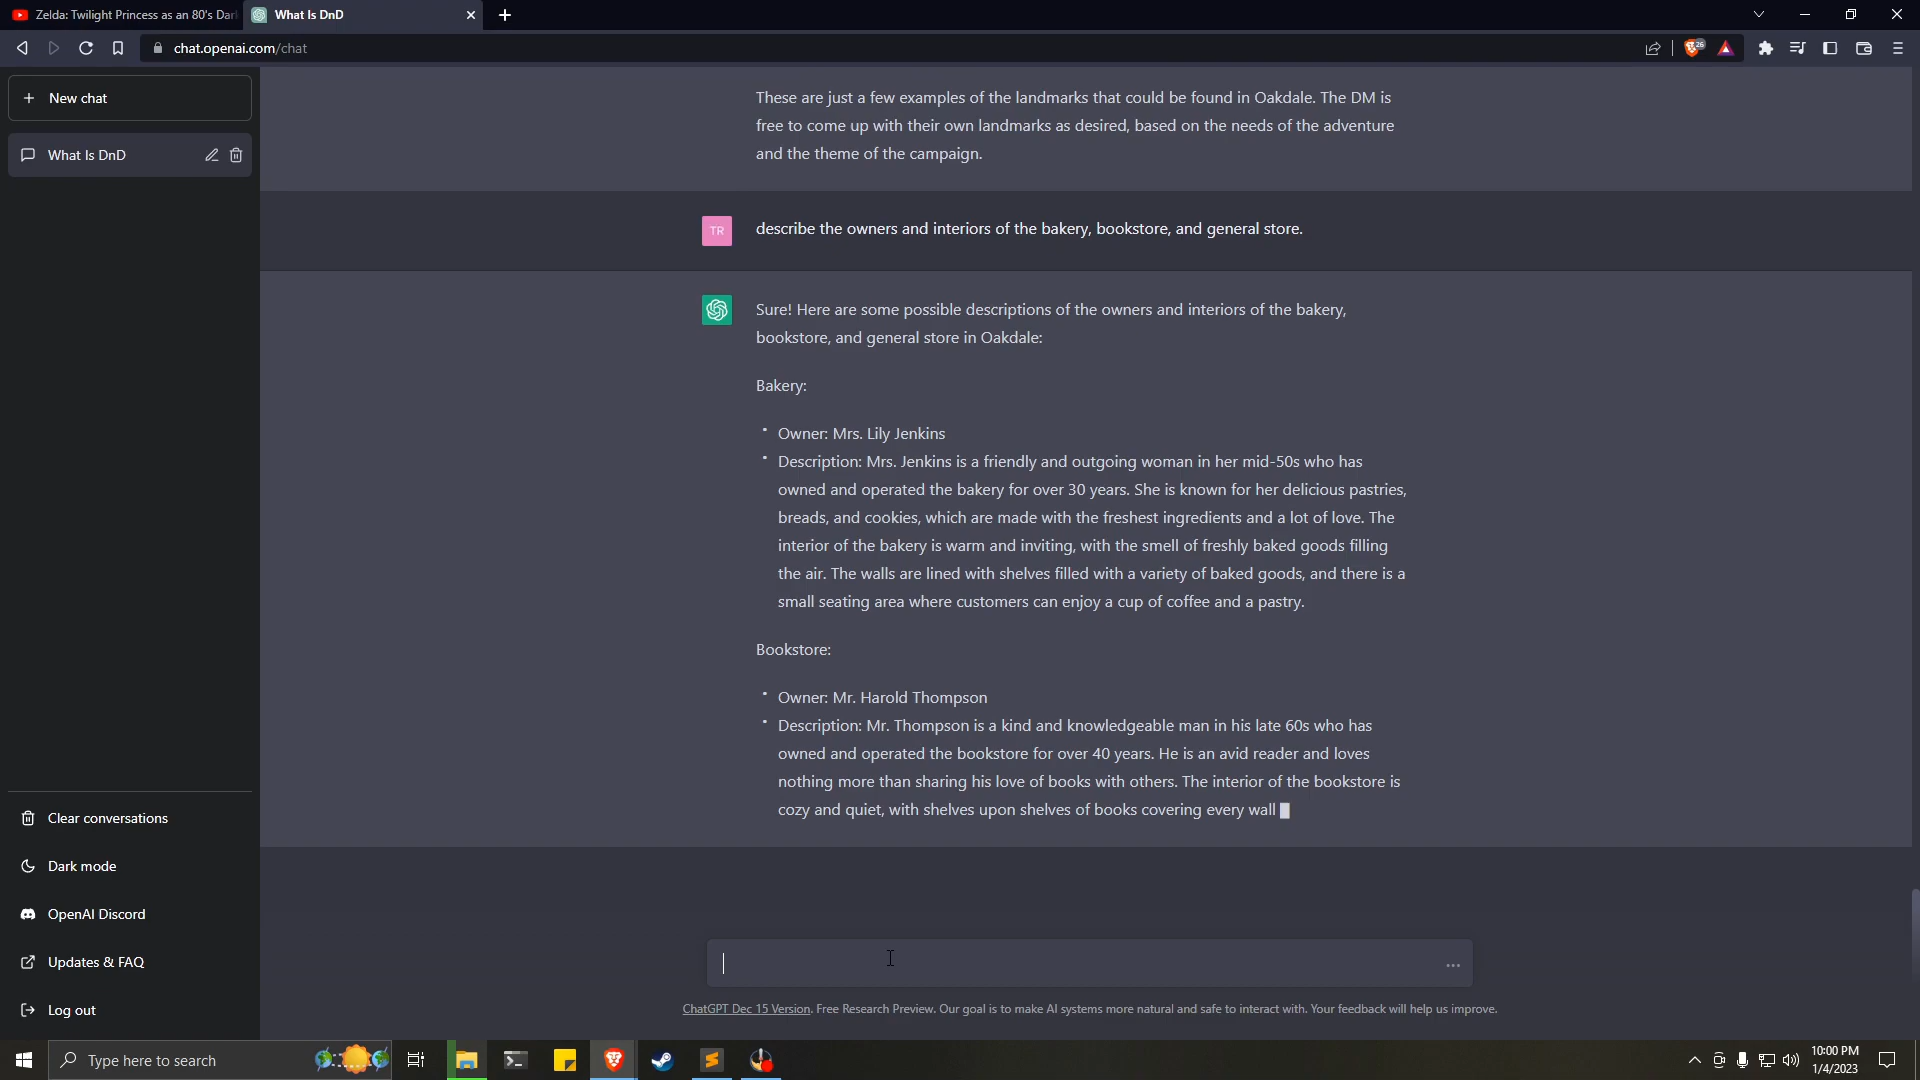 Zelda: Twilight Princess as an 80's Dar
What Is DnD
chat.openai.com/chat
26
New chat
What Is DnD
These are just a few examples of the landmarks that could be found in Oakdale. The DM is
free to come up with their own landmarks as desired, based on the needs of the adventure
and the theme of the campaign.
TR
describe the owners and interiors of the bakery, bookstore, and general store.
Sure! Here are some possible descriptions of the owners and interiors of the bakery,
bookstore, and general store in Oakdale:
Bakery:
• Owner: Mrs. Lily Jenkins
• Description: Mrs. Jenkins is a friendly and outgoing woman in her mid-50s who has
owned and operated the bakery for over 30 years. She is known for her delicious pastries,
breads, and cookies, which are made with the freshest ingredients and a lot of love. The
interior of the bakery is warm and inviting, with the smell of freshly baked goods filling
the air. The walls are lined with shelves filled with a variety of baked goods, and there is a
small seating area where customers can enjoy a cup of coffee and a pastry.
Bookstore:
• Owner: Mr. Harold Thompson
• Description: Mr. Thompson is a kind and knowledgeable man in his late 60s who has
owned and operated the bookstore for over 40 years. He is an avid reader and loves
nothing more than sharing his love of books with others. The interior of the bookstore is
cozy and quiet, with shelves upon shelves of books covering every wall
Clear conversations
Dark mode
OpenAI Discord
Updates & FAQ
Log out
ChatGPT Dec 15 Version. Free Research Preview. Our goal is to make AI systems more natural and safe to interact with. Your feedback will help us improve.
Type here to search
10:00 PM
1/4/2023